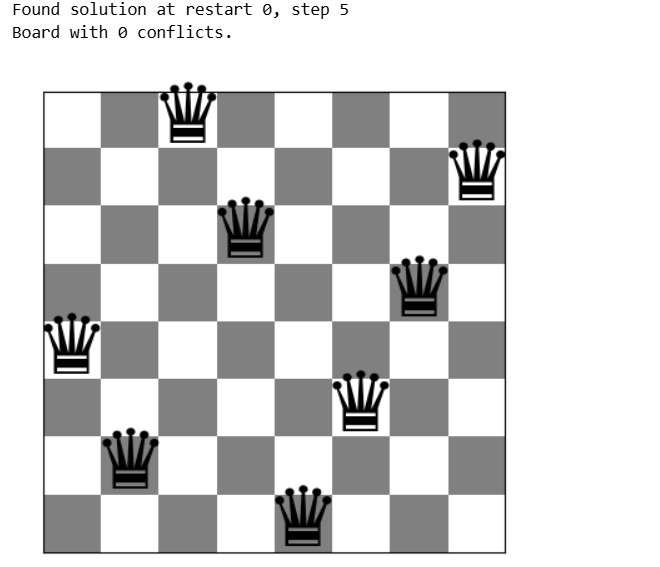 Found solution at restart 0, step 5
Board with 0 conflicts.